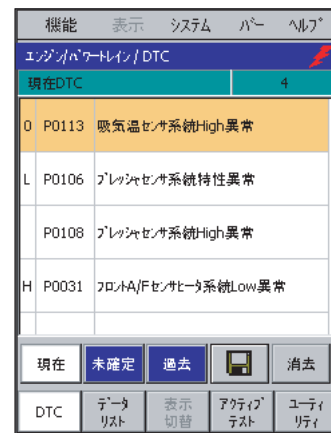 機能 表示 システム バー ヘルプ
エンジン/パワートレイン / DTC
現在DTC 4
0 P0113 吸気温センサ系統High異常
L P0106 プレッシャセンサ系統特性異常
P0108 プレッシャセンサ系統High異常
H P0031 フロントA/Fセンサヒータ系統Low異常
現在 未確定 過去 消去
DTC データリスト 表示切替 アクティブテスト ユーティリティ